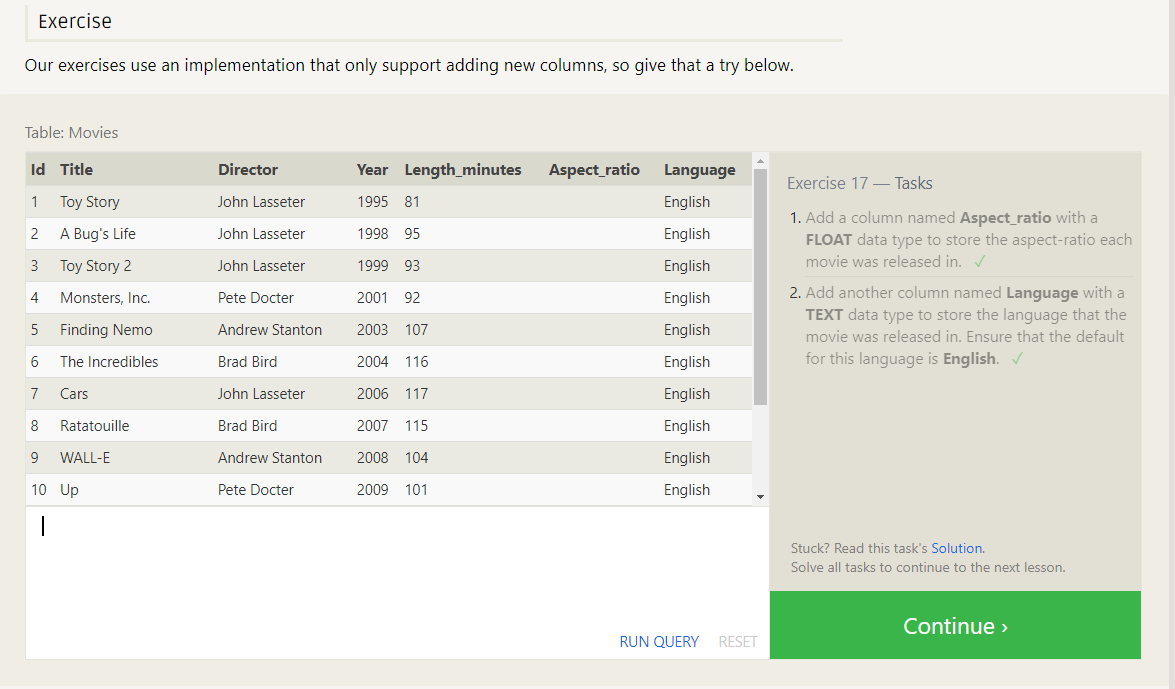 Exercise
Our exercises use an implementation that only support adding new columns, so give that a try below.
Table: Movies
Id Title Director Year Length_minutes Aspect_ratio Language
1 Toy Story John Lasseter 1995 81 English
2 A Bug's Life John Lasseter 1998 95 English
3 Toy Story 2 John Lasseter 1999 93 English
4 Monsters, Inc. Pete Docter 2001 92 English
5 Finding Nemo Andrew Stanton 2003 107 English
6 The Incredibles Brad Bird 2004 116 English
7 Cars John Lasseter 2006 117 English
8 Ratatouille Brad Bird 2007 115 English
9 WALL-E Andrew Stanton 2008 104 English
10 Up Pete Docter 2009 101 English
RUN QUERY RESET
Exercise 17 — Tasks
1. Add a column named Aspect_ratio with a
FLOAT data type to store the aspect-ratio each
movie was released in. ✓
2. Add another column named Language with a
TEXT data type to store the language that the
movie was released in. Ensure that the default
for this language is English. ✓
Stuck? Read this task's Solution.
Solve all tasks to continue to the next lesson.
Continue ›